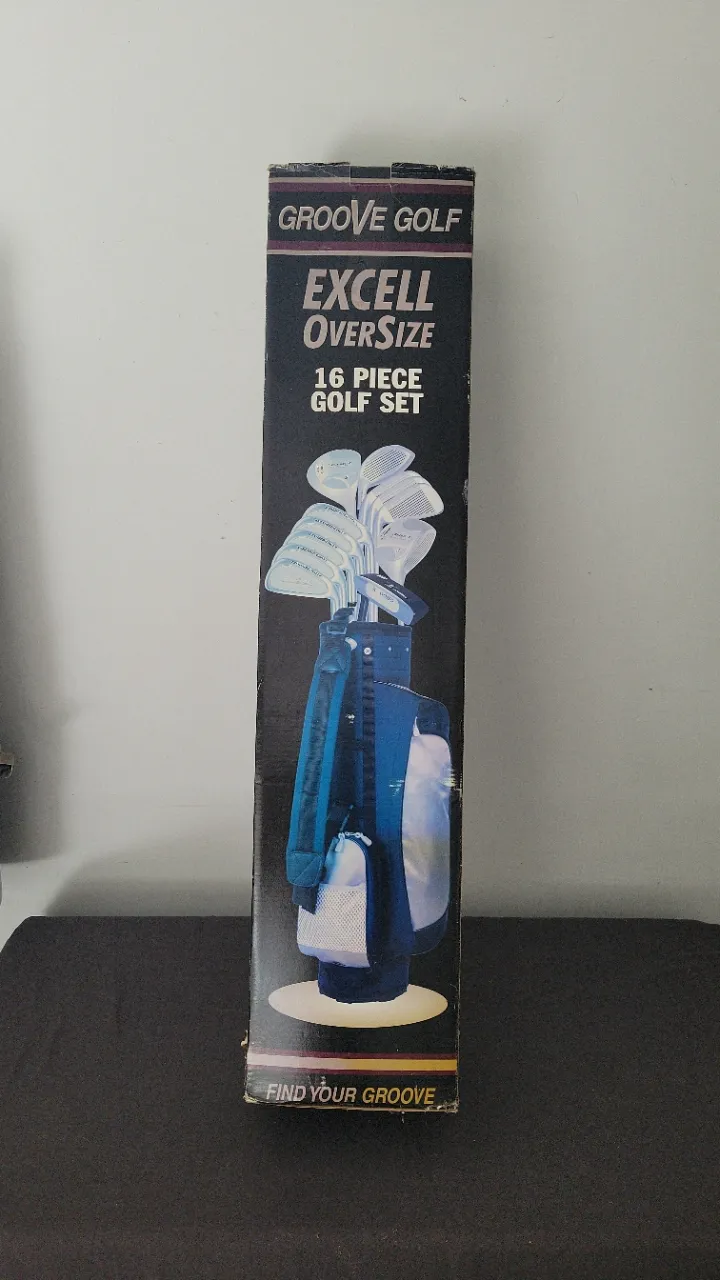 GROOVE GOLF
EXCELL
OVERSIZE
16 PIECE
GOLF SET
FIND YOUR GROOVE